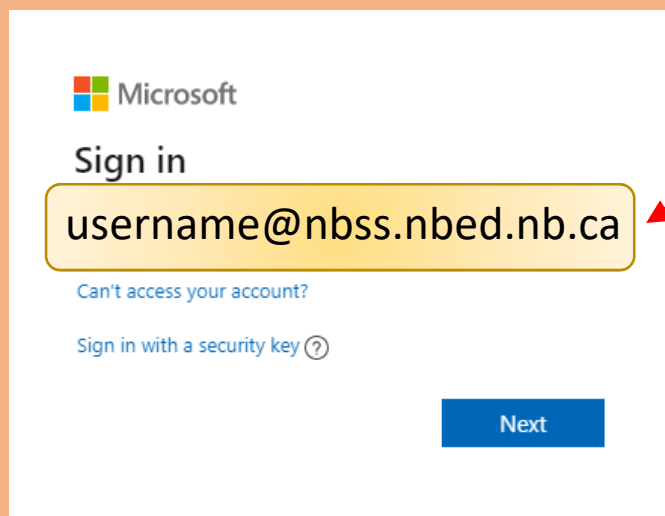 Microsoft
Sign in
username@nbss.nbed.nb.ca
Can't access your account?
Sign in with a security key ?
Next